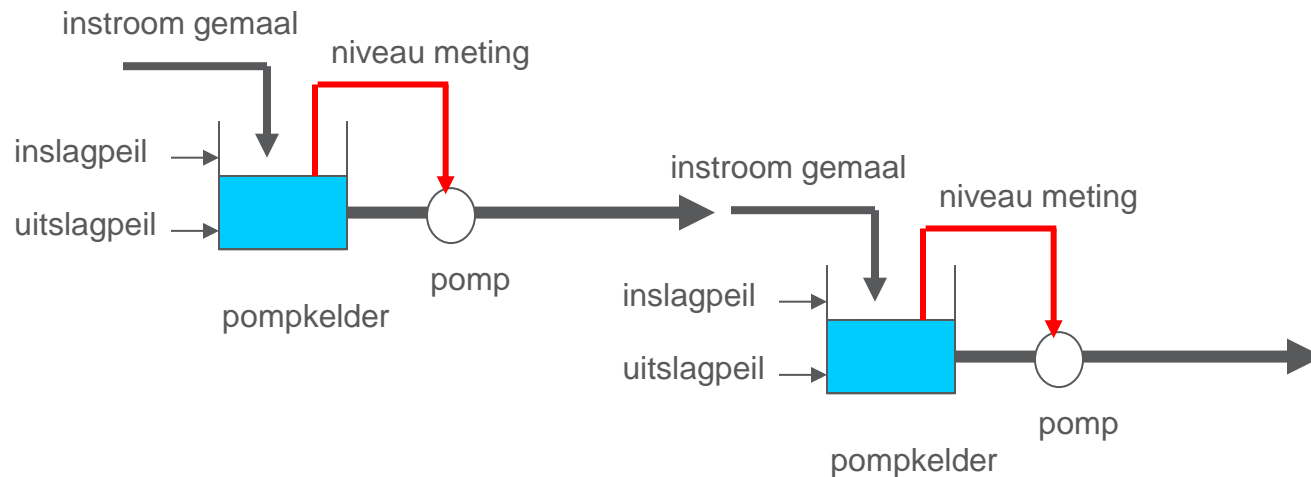 instroom gemaal
niveau meting
inslagpeil
uitslagpeil
pomp
pompkelder
instroom gemaal
niveau meting
inslagpeil
uitslagpeil
pomp
pompkelder